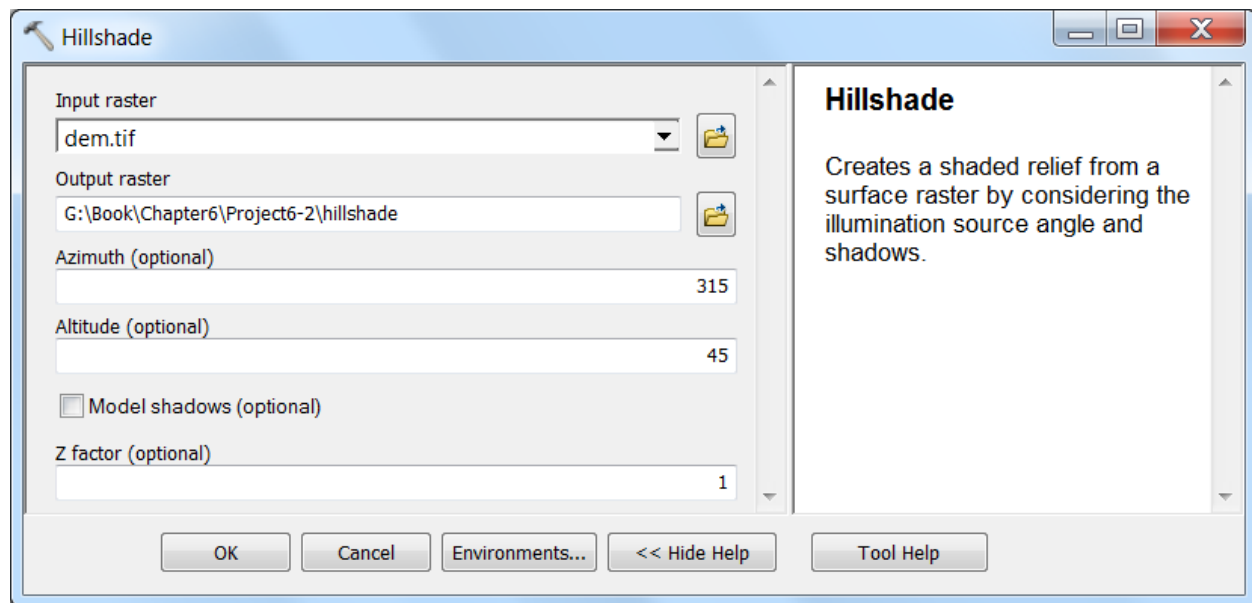 Hillshade
Input raster
dem.tif
Output raster
G:\Book\Chapter6\Project6-2\hillshade
Azimuth (optional)
315
Altitude (optional)
45
Model shadows (optional)
Z factor (optional)
1
Hillshade
Creates a shaded relief from a
surface raster by considering the
illumination source angle and
shadows.
OK
Cancel
Environments...
<< Hide Help
Tool Help